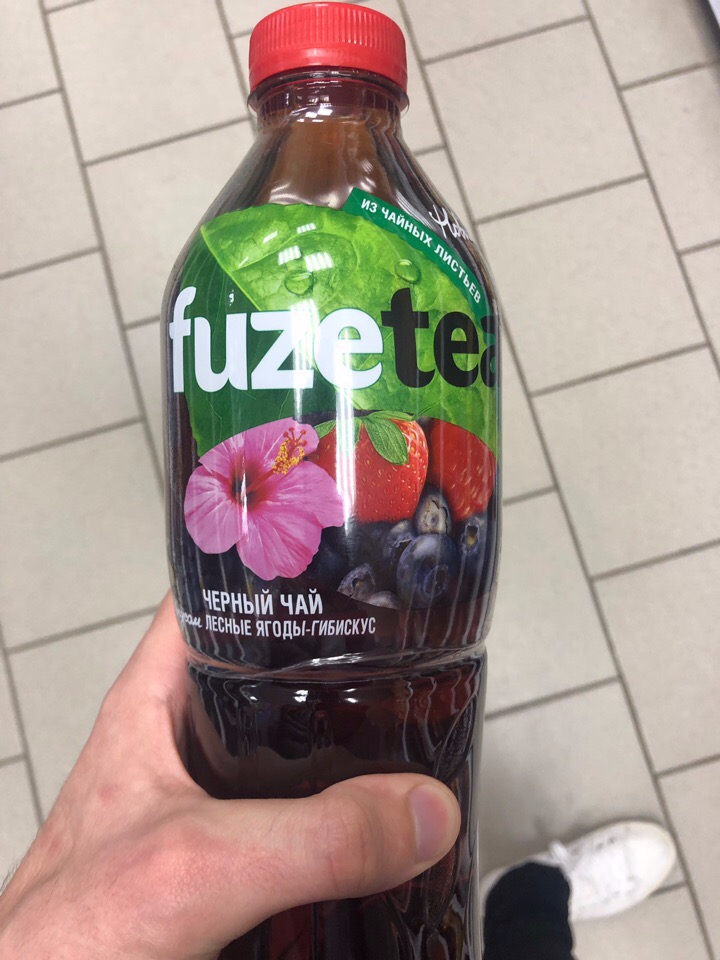 ИЗ ЧАЙНЫХ ЛИСТЬЕВ
fuzetea
ЧЕРНЫЙ ЧАЙ
ЛЕСНЫЕ ЯГОДЫ-ГИБИСКУС